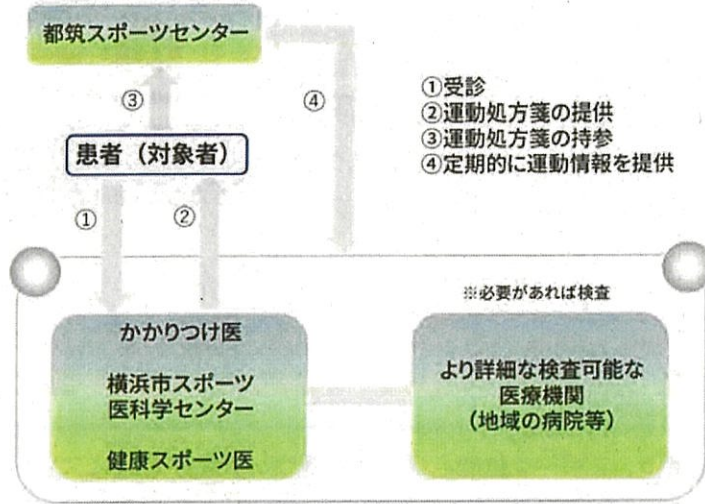 都筑スポーツセンター
③
④
①受診
②運動処方箋の提供
③運動処方箋の持参
④定期的に運動情報を提供
患者（対象者）
①
②
※必要があれば検査
かかりつけ医
横浜市スポーツ
医科学センター
健康スポーツ医
より詳細な検査可能な
医療機関
（地域の病院等）